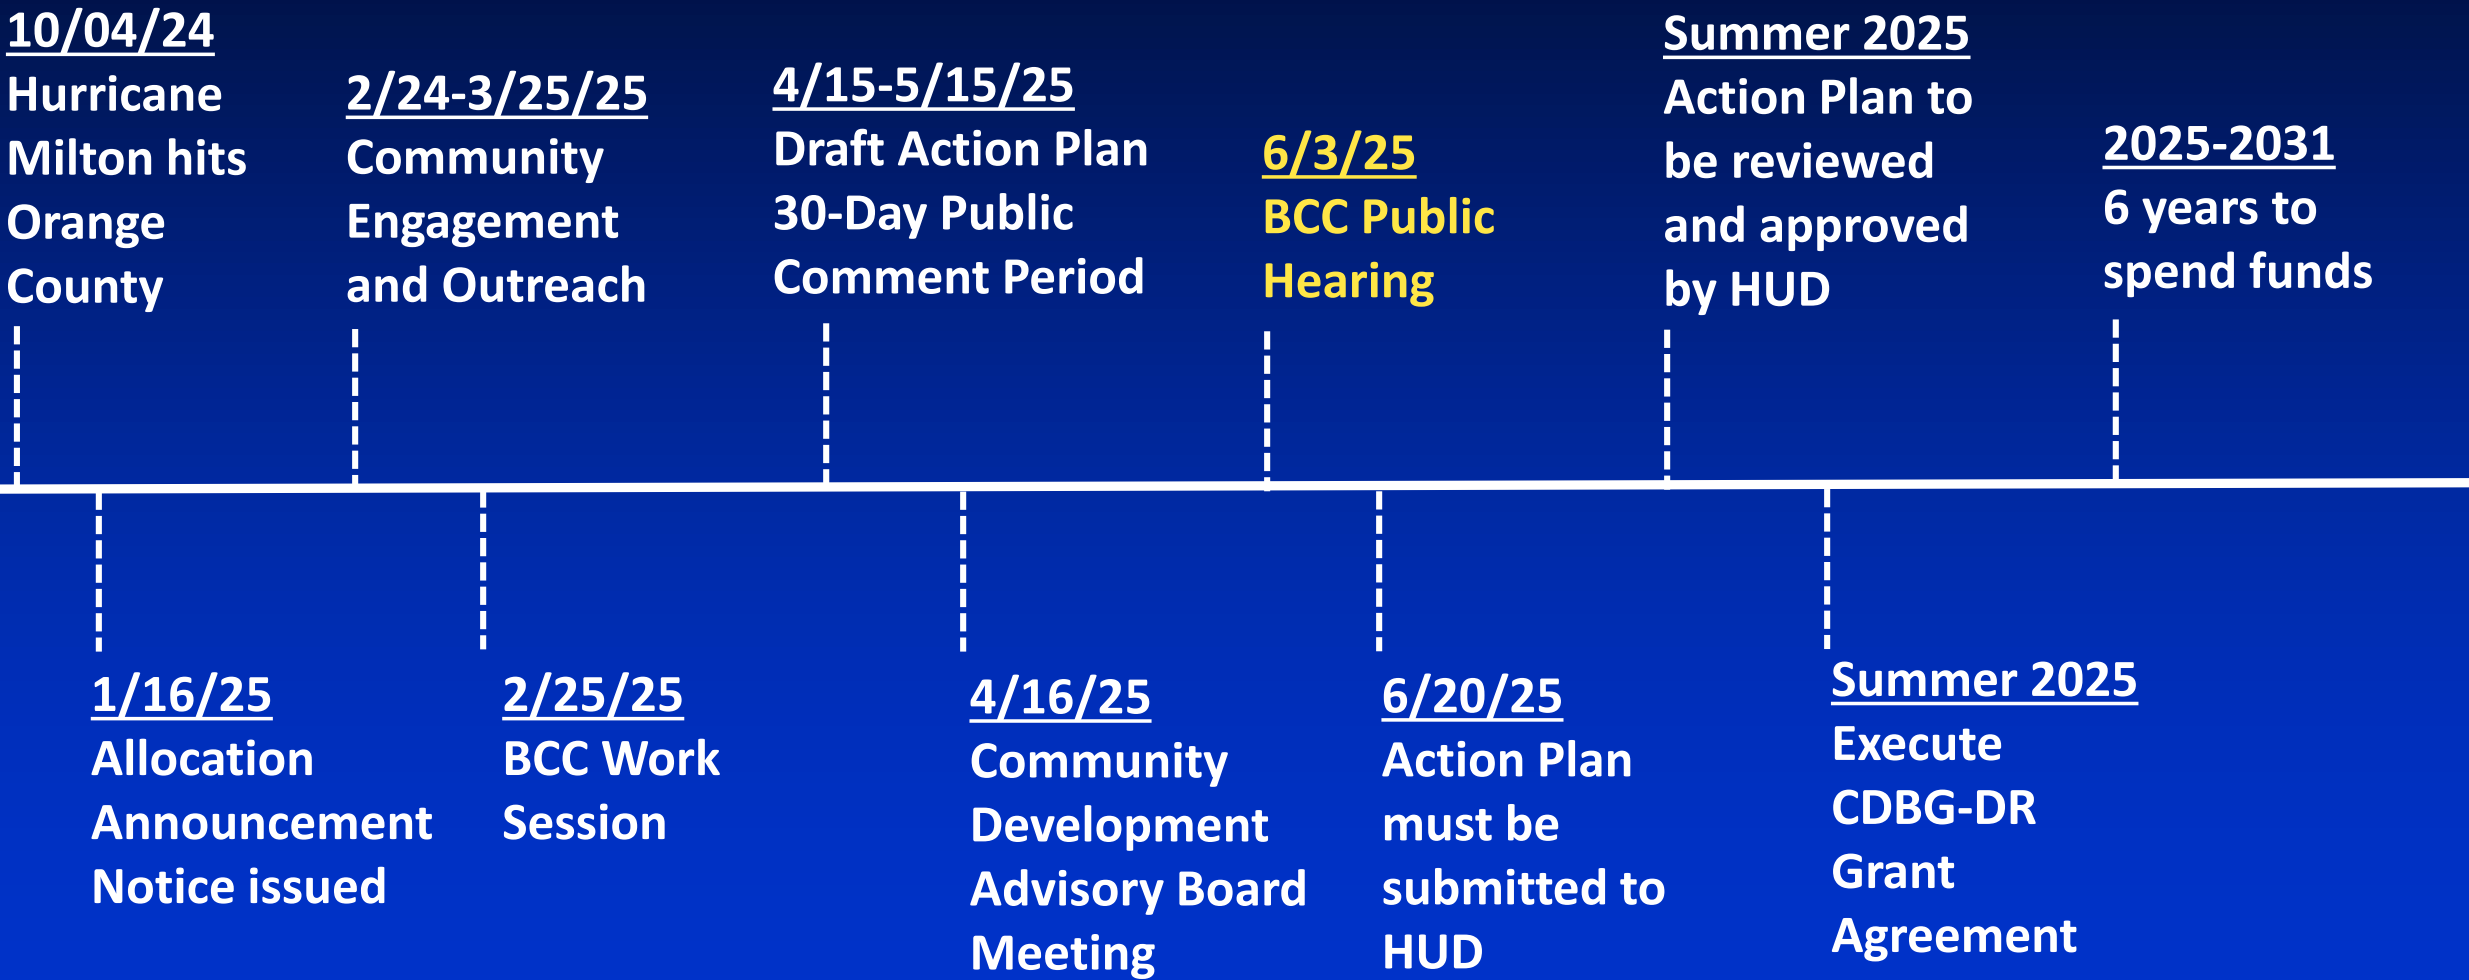 10/04/24
Hurricane
Milton hits
Orange
County
2/24-3/25/25
Community
Engagement
and Outreach
4/15-5/15/25
Draft Action Plan
30-Day Public
Comment Period
6/3/25
BCC Public
Hearing
Summer 2025
Action Plan to
be reviewed
and approved
by HUD
2025-2031
6 years to
spend funds
1/16/25
Allocation
Announcement
Notice issued
2/25/25
BCC Work
Session
4/16/25
Community
Development
Advisory Board
Meeting
6/20/25
Action Plan
must be
submitted to
HUD
Summer 2025
Execute
CDBG-DR
Grant
Agreement